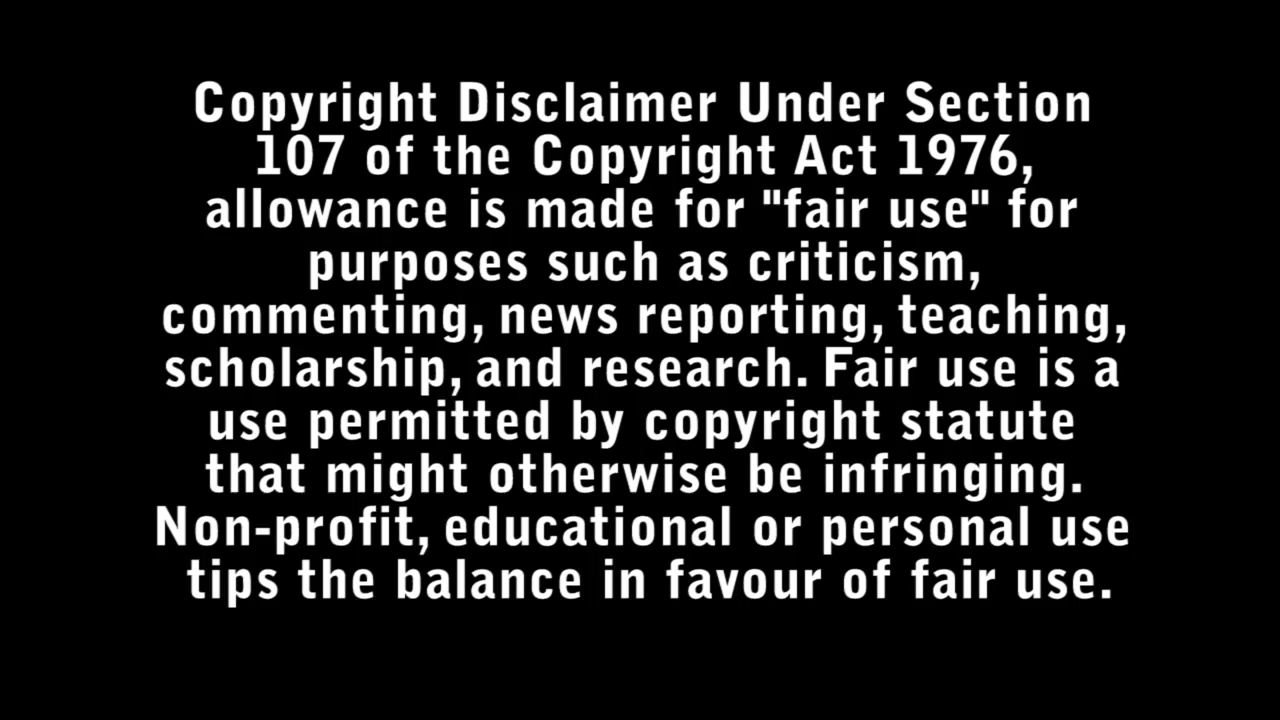 Copyright Disclaimer Under Section
107 of the Copyright Act 1976,
allowance is made for "fair use" for
purposes such as criticism,
commenting, news reporting, teaching,
scholarship, and research. Fair use is a
use permitted by copyright statute
that might otherwise be infringing.
Non-profit, educational or personal use
tips the balance in favour of fair use.